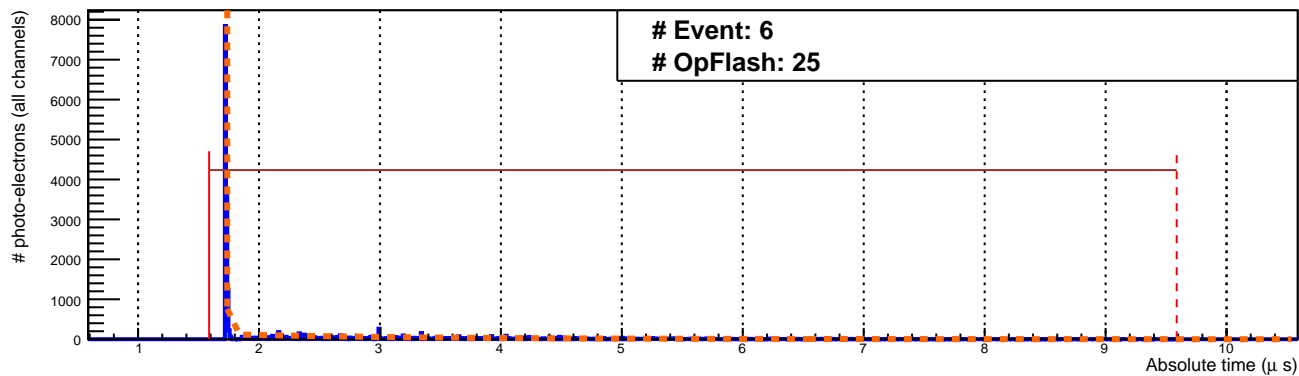 # Event: 6
# OpFlash: 25
# photo-electrons (all channels)
8000
7000
6000
5000
4000
3000
2000
1000
0
1 2 3 4 5 6 7 8 9 10
Absolute time (μ s)